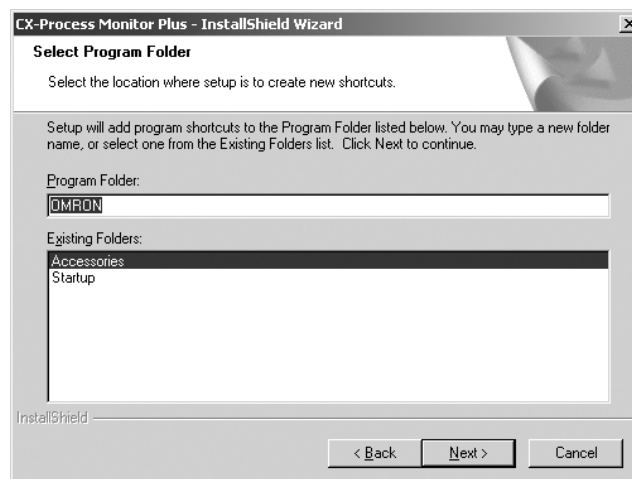 CX-Process Monitor Plus - InstallShield Wizard
Select Program Folder
Select the location where setup is to create new shortcuts.
Setup will add program shortcuts to the Program Folder listed below. You may type a new folder
name, or select one from the Existing Folders list. Click Next to continue.
Program Folder:
OMRON
Existing Folders:
Accessories
Startup
InstallShield
< Back Next > Cancel